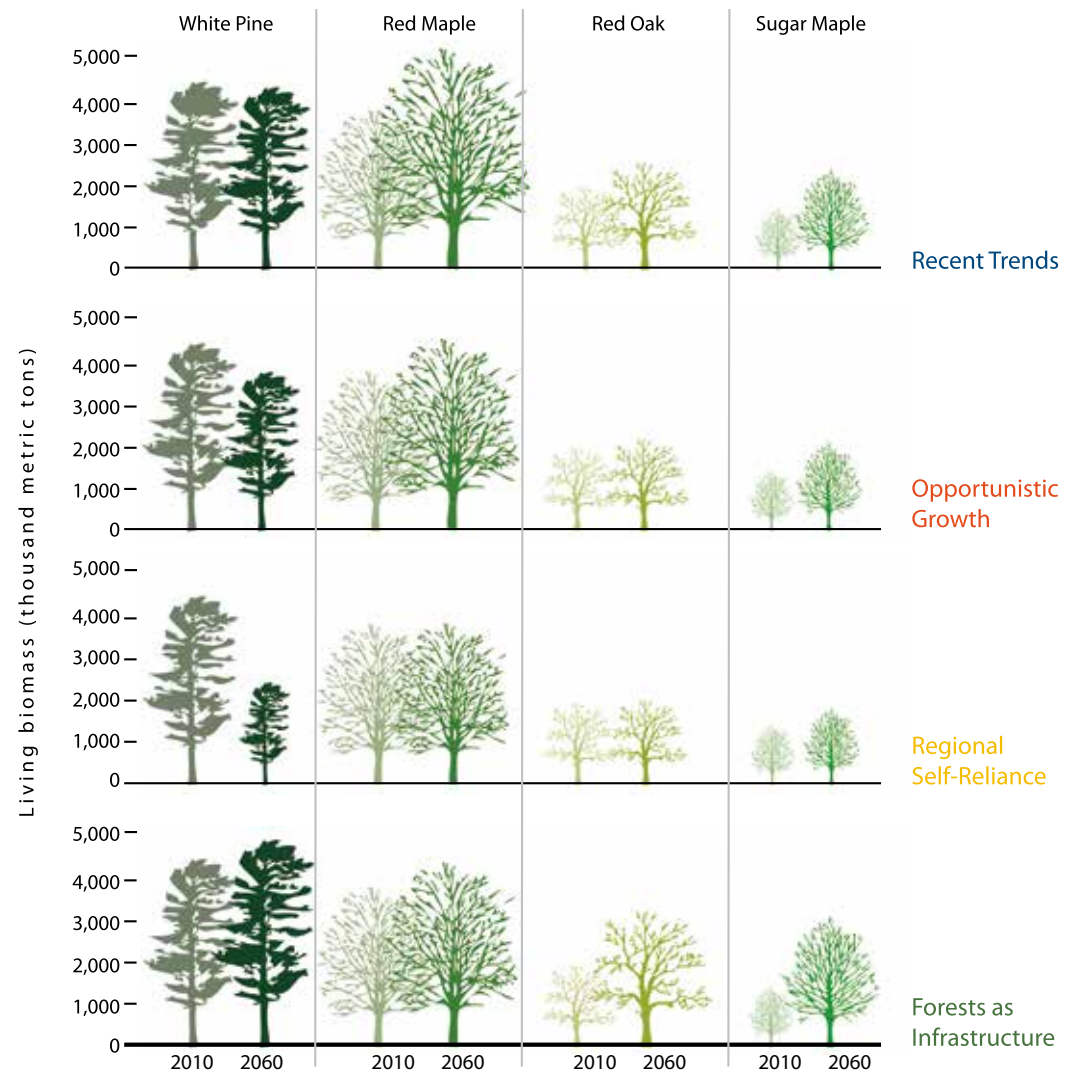 White Pine
Red Maple
Red Oak
Sugar Maple
Living biomass (thousand metric tons)
5,000
4,000
3,000
2,000
1,000
0
Recent Trends
5,000
4,000
3,000
2,000
1,000
0
Opportunistic
Growth
5,000
4,000
3,000
2,000
1,000
0
Regional
Self-Reliance
5,000
4,000
3,000
2,000
1,000
0
Forests as
Infrastructure
2010 2060
2010 2060
2010 2060
2010 2060